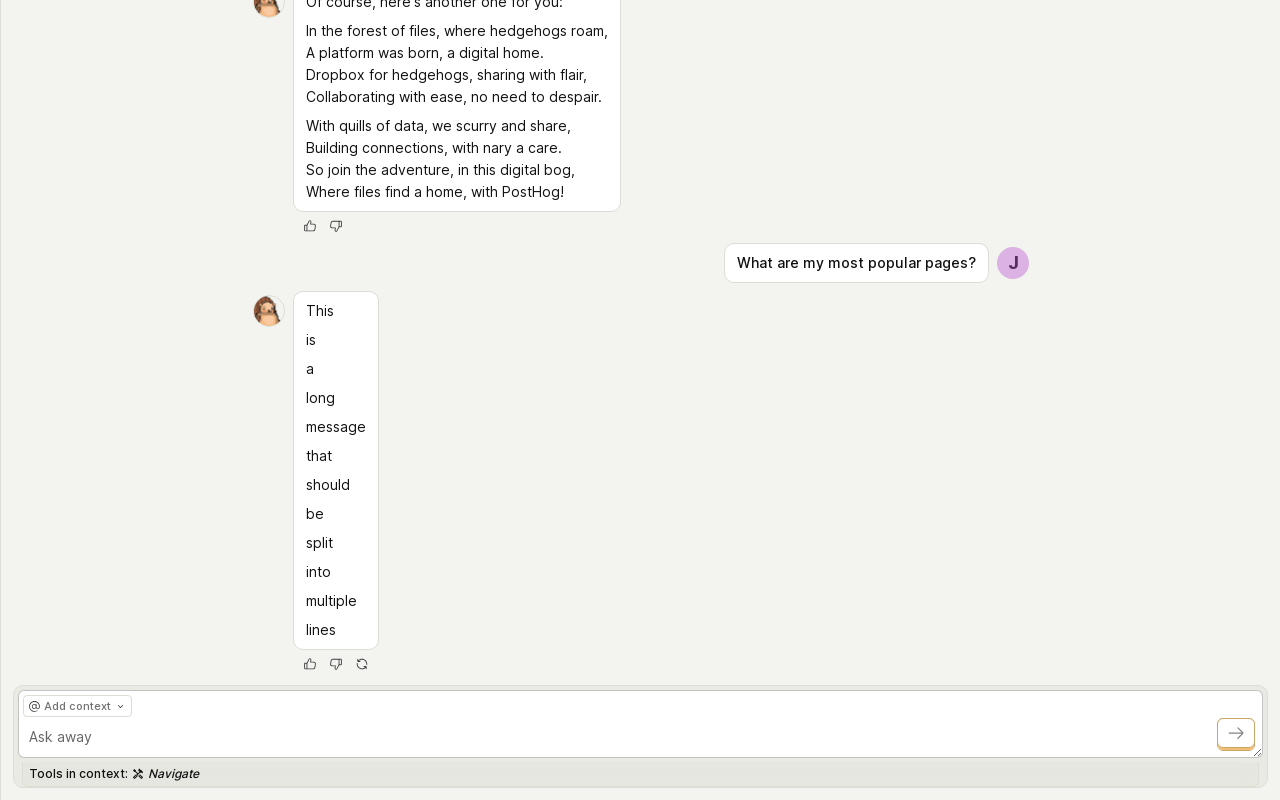 Of course, here's another one for you:
In the forest of files, where hedgehogs roam,
A platform was born, a digital home.
Dropbox for hedgehogs, sharing with flair,
Collaborating with ease, no need to despair.
With quills of data, we scurry and share,
Building connections, with nary a care.
So join the adventure, in this digital bog,
Where files find a home, with PostHog!
What are my most popular pages?
J
This
is
a
long
message
that
should
be
split
into
multiple
lines
@ Add context
Ask away
Tools in context: Navigate